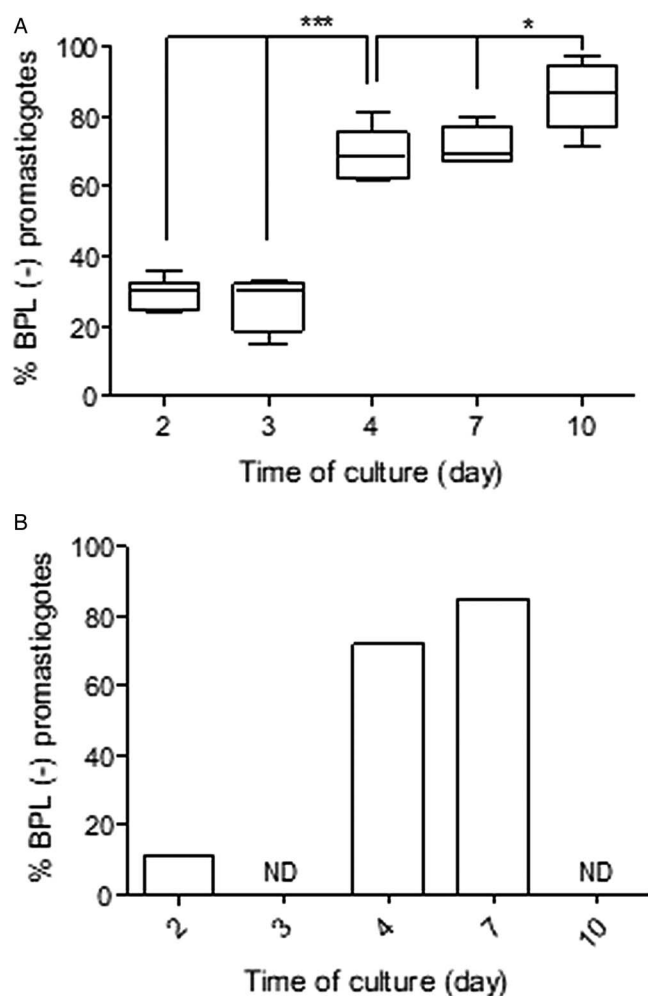 A
% BPL (-) promastiogotes
100
80
60
40
20
0
*** *
2 3 4 7 10
Time of culture (day)
B
% BPL (-) promastiogotes
100
80
60
40
20
0
ND ND
2 3 4 7 10
Time of culture (day)